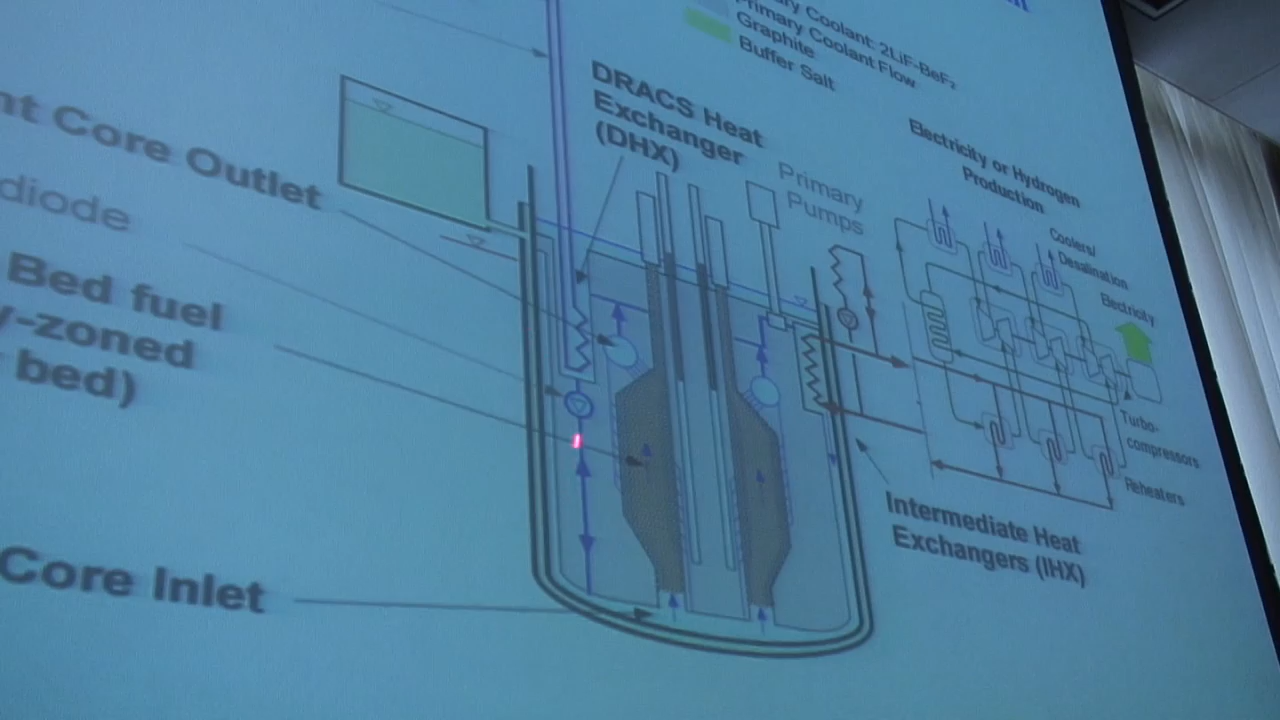 Coolant: 2LiF-BeF₂
Primary Coolant Flow
Graphite
Buffer Salt
DRACS Heat
Exchanger
(DHX)
Core Outlet
diode
Bed fuel
-zoned
bed)
Core Inlet
Primary
Pumps
Electricity or Hydrogen
Production
Coolers/
Desalination
Electricity
Turbo-
compressors
Reheaters
Intermediate Heat
Exchangers (IHX)